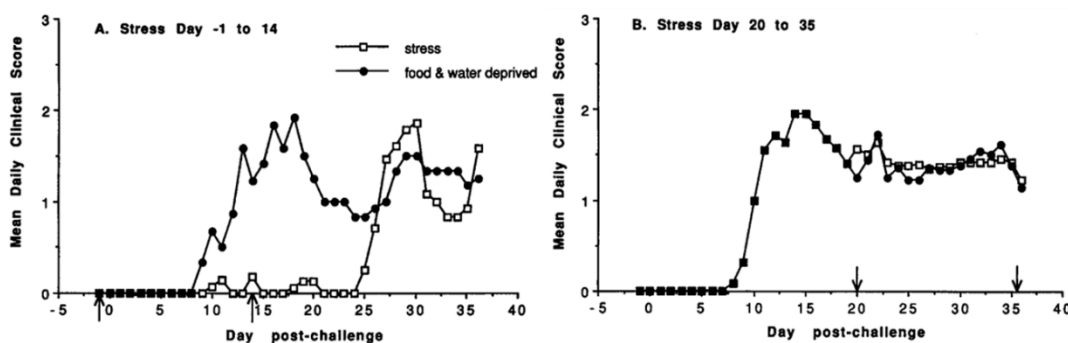 A. Stress Day -1 to 14
stress
food & water deprived
Mean Daily Clinical Score
3
2
1
0
-5 0 5 10 15 20 25 30 35 40
Day post-challenge
B. Stress Day 20 to 35
Mean Daily Clinical Score
3
2
1
0
-5 0 5 10 15 20 25 30 35 40
Day post-challenge